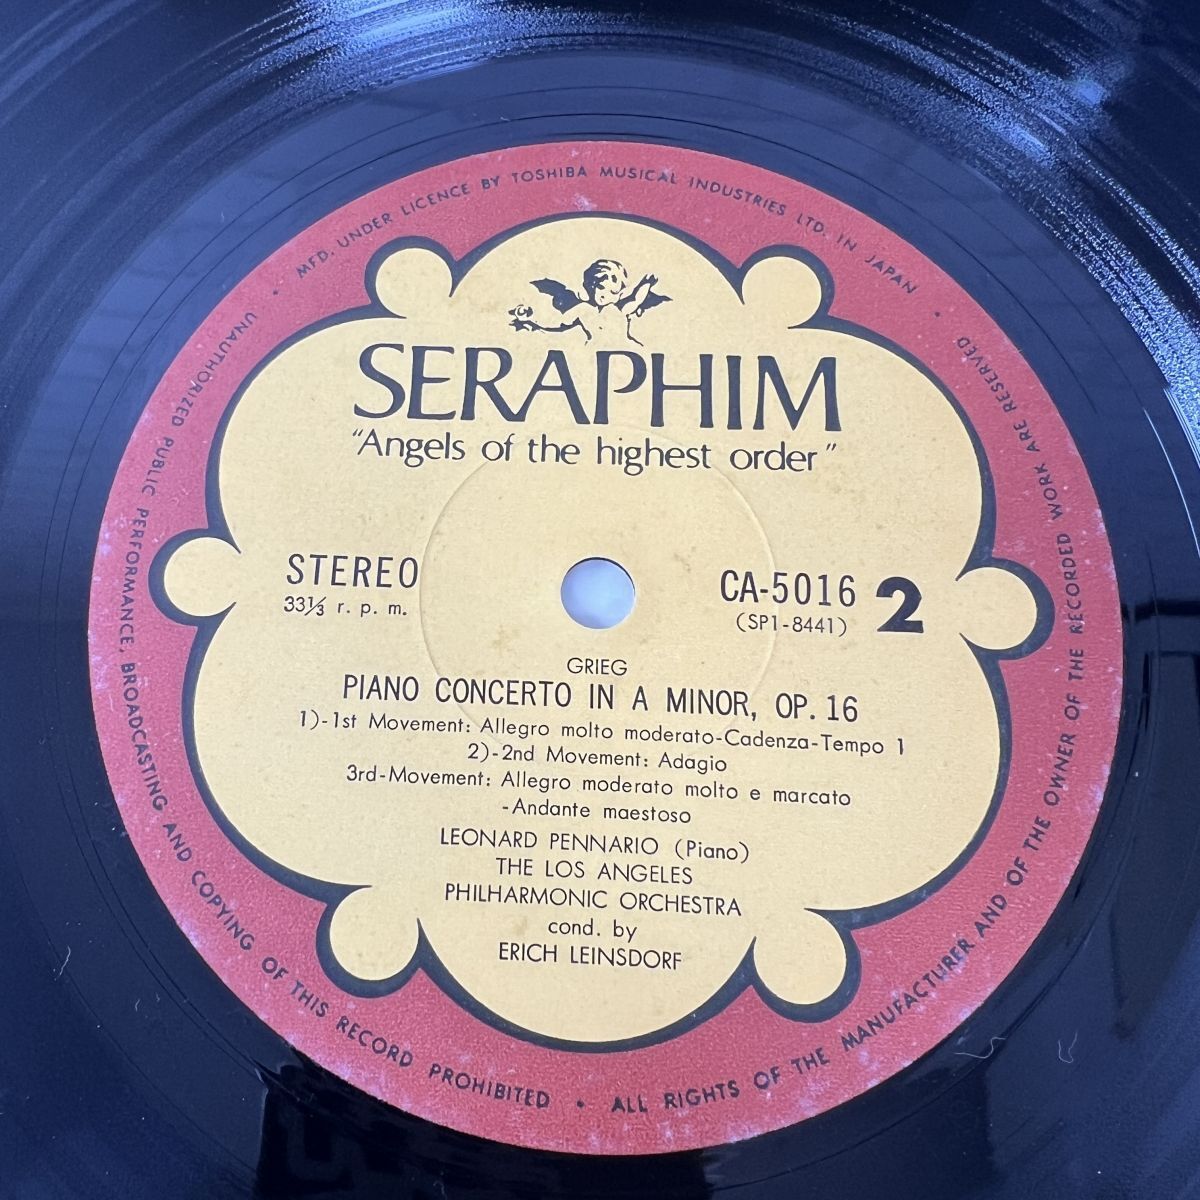 MFD. UNDER LICENCE BY TOSHIBA MUSICAL INDUSTRIES LTD. IN JAPAN
SERAPHIM
"Angels of the highest order"
STEREO
33⅓ r. p. m.
CA-5016 2
(SP1-8441)
GRIEG
PIANO CONCERTO IN A MINOR, OP. 16
1)-1st Movement: Allegro molto moderato-Cadenza-Tempo 1
2)-2nd Movement: Adagio
3rd-Movement: Allegro moderato molto e marcato
-Andante maestoso
LEONARD PENNARIO (Piano)
THE LOS ANGELES
PHILHARMONIC ORCHESTRA
cond. by
ERICH LEINSDORF
UNAUTHORIZED PUBLIC PERFORMANCE, BROADCASTING AND COPYING OF THIS RECORD PROHIBITED • ALL RIGHTS OF THE MANUFACTURER AND OF THE OWNER OF THE RECORDED WORK ARE RESERVED